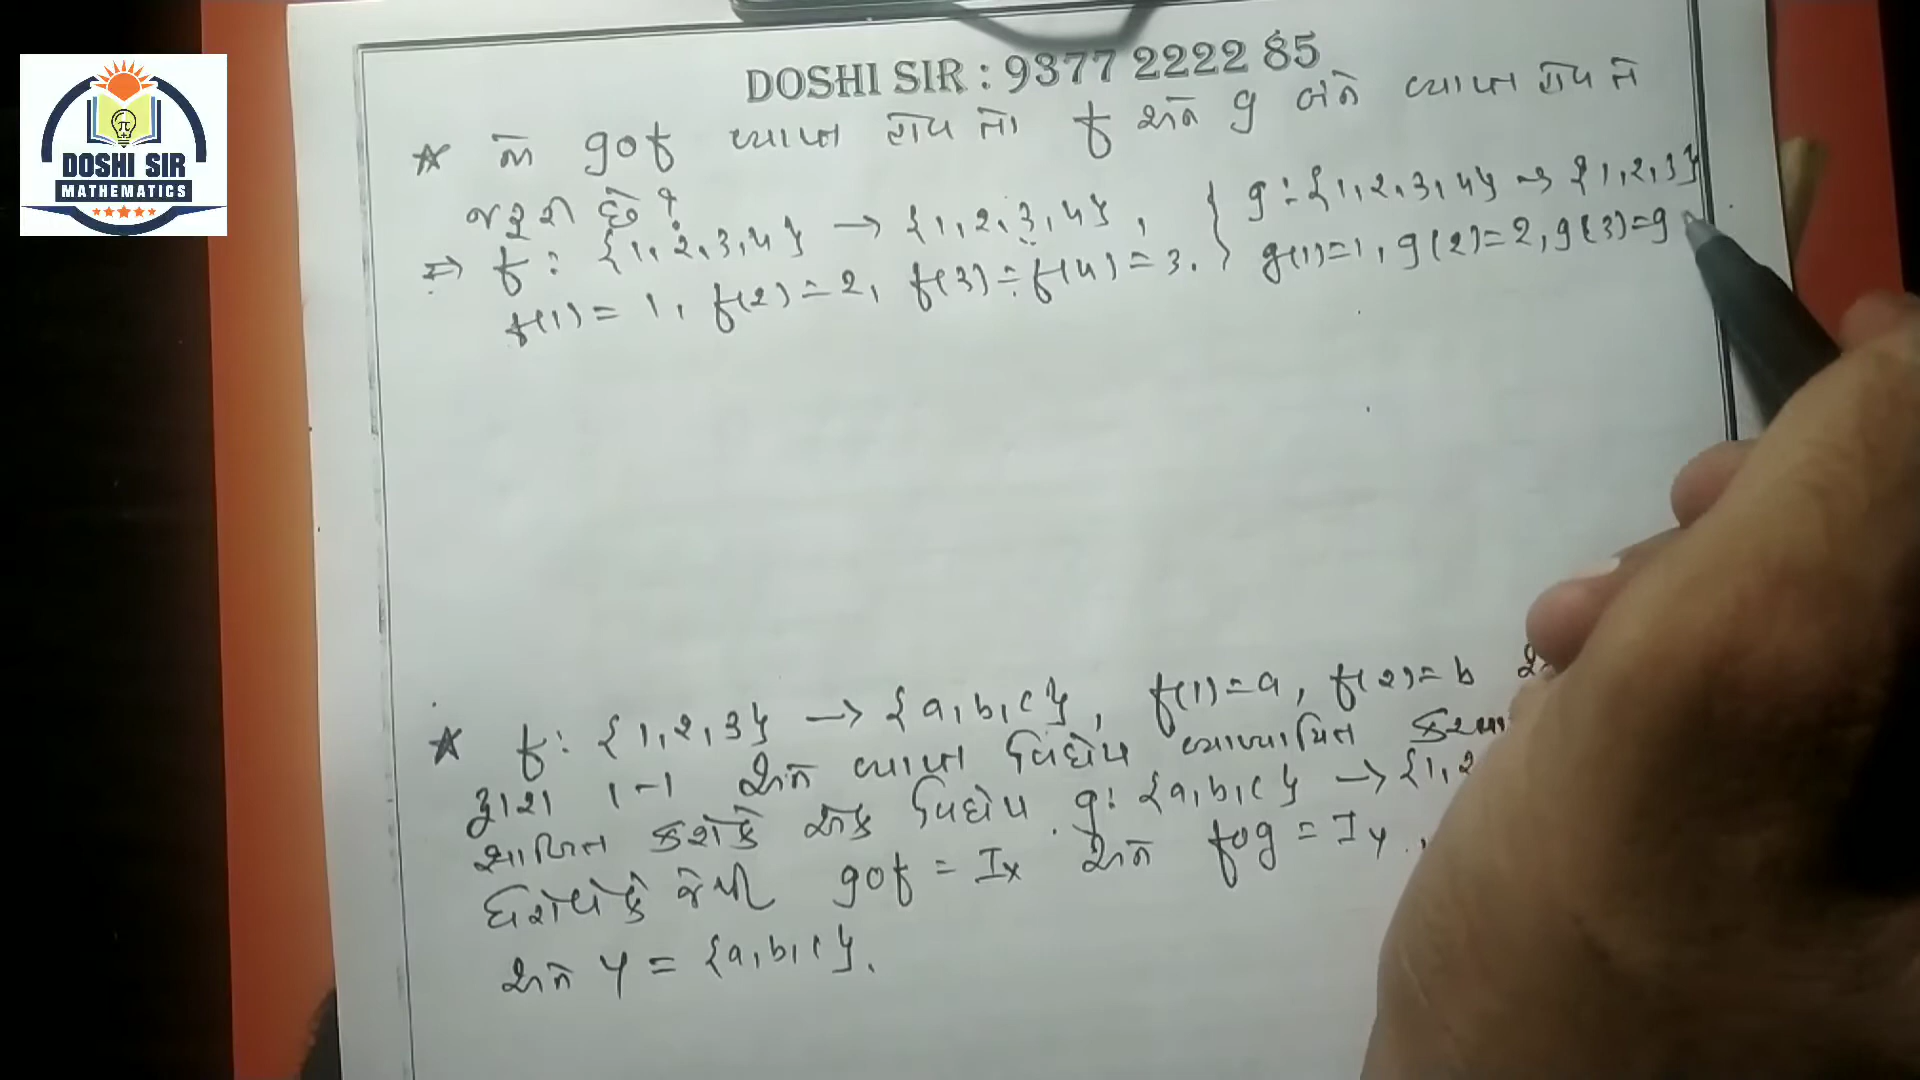 DOSHI SIR
MATHEMATICS
DOSHI SIR : 9377 2222 85
* જો gof વ્યાપ્ત હોય તો f અને g બંને વ્યાપ્ત હોય તે
જરૂરી છે?
=> f : {1,2,3,4} → {1,2,3,4},
f(1) = 1, f(2) = 2, f(3) = f(4) = 3.
g : {1,2,3,4} → {1,2,3}
g(1)=1, g(2)=2, g(3)=g
* f : {1,2,3} → {a,b,c}, f(1)=a, f(2)=b
દ્વારા 1-1 અને વ્યાપ્ત વિધેય વ્યાખ્યાયિત
સાબિત કરો કે એક વિધેય g: {a,b,c} → {1,2
gof = Ix અને fog = Iy
અને y = {a,b,c}.